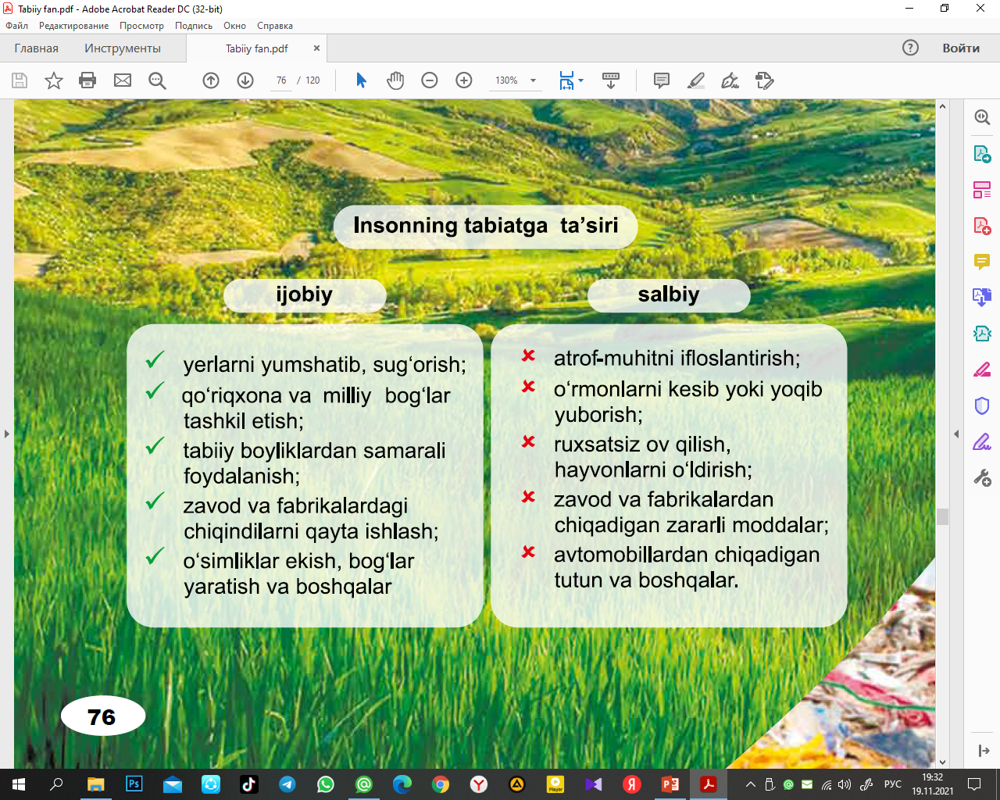 Tabiiy fan.pdf - Adobe Acrobat Reader DC (32-bit)
Файл Редактирование Просмотр Подпись Окно Справка
Главная Инструменты Tabiiy fan.pdf × Войти
76 / 120 130%
Insonning tabiatga ta’siri
ijobiy
yerlarni yumshatib, sug‘orish;
qo‘riqxona va milliy bog‘lar
tashkil etish;
tabiiy boyliklardan samarali
foydalanish;
zavod va fabrikalardagi
chiqindilarni qayta ishlash;
o‘simliklar ekish, bog‘lar
yaratish va boshqalar
salbiy
atrof-muhitni ifloslantirish;
o‘rmonlarni kesib yoki yoqib
yuborish;
ruxsatsiz ov qilish,
hayvonlarni o‘ldirish;
zavod va fabrikalardan
chiqadigan zararli moddalar;
avtomobillardan chiqadigan
tutun va boshqalar.
76
Ps
Player
РУС
19:32
19.11.2021